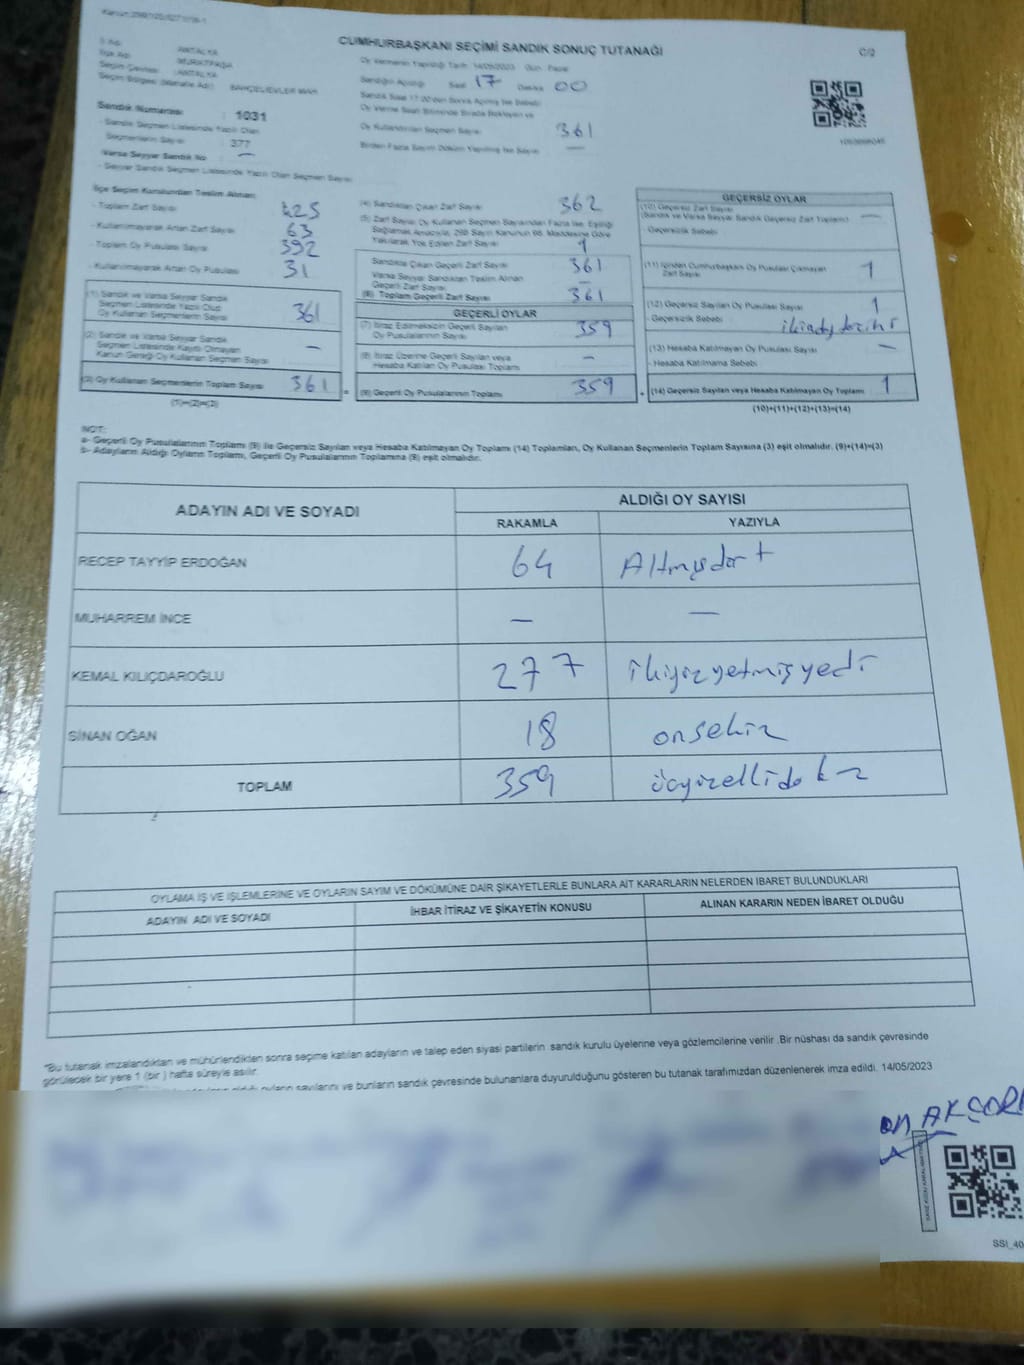 CUMHURBAŞKANI SEÇİMİ SANDIK SONUÇ TUTANAĞI
C/2
İl Adı : ANTALYA
İlçe Adı : MURATPAŞA
Seçim Çevresi : ANTALYA
Seçim Bölgesi (Mahalle Adı) : BAHÇELİEVLER MAH.
Sandık Numarası : 1031
- Sandık Seçmen Listesinde Yazılı Olan
Seçmenlerin Sayısı : 377
Varsa Seyyar Sandık No : —
- Seyyar Sandık Seçmen Listesinde Yazılı Olan Seçmen Sayısı
Oy Vermenin Yapıldığı Tarih : 14/05/2023 Gün : Pazar
Sandığın Açıldığı Saat 17 Dakika 00
Oy Kullandırılan Seçmen Sayısı 361
Birden Fazla Sayım Döküm Yapılmış İse Sayısı —
İlçe Seçim Kurulundan Teslim Alınan
- Toplam Zarf Sayısı 425
- Kullanılmayarak Artan Zarf Sayısı 63
- Toplam Oy Pusulası Sayısı 392
- Kullanılmayarak Artan Oy Pusulası 31
(1) Sandık ve Varsa Seyyar Sandık
Seçmen Listesinde Yazılı Olup
Oy Kullanan Seçmenlerin Sayısı 361
(2) Sandık ve Varsa Seyyar Sandık
Seçmen Listesinde Kayıtlı Olmayan
Kanun Gereği Oy Kullanan Seçmen Sayısı —
(3) Oy Kullanan Seçmenlerin Toplam Sayısı 361
(1)+(2)=(3)
(4) Sandıktan Çıkan Zarf Sayısı 362
(5) Zarf Sayısı Oy Kullanan Seçmen Sayısından Fazla İse, Eşitliği
Sağlamak Amacıyla, 298 Sayılı Kanunun 98. Maddesine Göre
Yakılarak Yok Edilen Zarf Sayısı 1
Sandıkta Çıkan Geçerli Zarf Sayısı 361
Varsa Seyyar Sandıktan Teslim Alınan
Geçerli Zarf Sayısı —
(6) Toplam Geçerli Zarf Sayısı 361
GEÇERLİ OYLAR
(7) İtiraz Edilmeksizin Geçerli Sayılan
Oy Pusulalarının Sayısı 359
(8) İtiraz Üzerine Geçerli Sayılan veya
Hesaba Katılan Oy Pusulası Toplamı —
(9) Geçerli Oy Pusulalarının Toplamı 359
GEÇERSİZ OYLAR
(10) Geçersiz Zarf Sayısı
(Sandık ve Varsa Seyyar Sandık Geçersiz Zarf Toplamı) —
- Geçersizlik Sebebi
(11) İçinden Cumhurbaşkanı Oy Pusulası Çıkmayan
Zarf Sayısı 1
(12) Geçersiz Sayılan Oy Pusulası Sayısı 1
- Geçersizlik Sebebi :
(13) Hesaba Katılmayan Oy Pusulası Sayısı —
- Hesaba Katılmama Sebebi
(14) Geçersiz Sayılan veya Hesaba Katılmayan Oy Toplamı 1
(10)+(11)+(12)+(13)=(14)
NOT:
a- Geçerli Oy Pusulalarının Toplamı (9) ile Geçersiz Sayılan veya Hesaba Katılmayan Oy Toplamı (14) Toplamları, Oy Kullanan Seçmenlerin Toplam Sayısına (3) eşit olmalıdır. (9)+(14)=(3)
b- Adayların Aldığı Oyların Toplamı, Geçerli Oy Pusulalarının Toplamına (9) eşit olmalıdır.
ADAYIN ADI VE SOYADI
ALDIĞI OY SAYISI
RAKAMLA YAZIYLA
RECEP TAYYİP ERDOĞAN 64 Altmışdört
MUHARREM İNCE — —
KEMAL KILIÇDAROĞLU 277 ikiyüzyetmişyedi
SİNAN OĞAN 18 onsekiz
TOPLAM 359 üçyüzellidokz
OYLAMA İŞ VE İŞLEMLERİNE VE OYLARIN SAYIM VE DÖKÜMÜNE DAİR ŞİKAYETLERLE BUNLARA AİT KARARLARIN NELERDEN İBARET BULUNDUKLARI
ADAYIN ADI VE SOYADI İHBAR İTİRAZ VE ŞİKAYETİN KONUSU ALINAN KARARIN NEDEN İBARET OLDUĞU
"Bu tutanak imzalandıktan ve mühürlendikten sonra seçime katılan adayların ve talep eden siyasi partilerin sandık kurulu üyelerine veya gözlemcilerine verilir .Bir nüshası da sandık çevresinde
görülecek bir yere 1 (bir ) hafta süreyle asılır.
oyların sayılarını ve bunların sandık çevresinde bulunanlara duyurulduğunu gösteren bu tutanak tarafımızdan düzenlenerek imza edildi. 14/05/2023
SSI_40